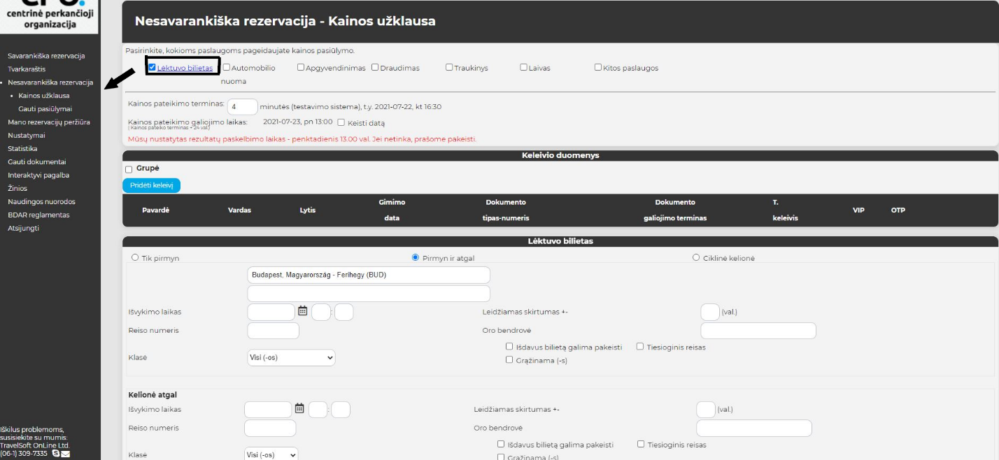 CPO.
centrinė perkančioji
organizacija
Savarankiška rezervacija
Tvarkaraštis
Nesavarankiška rezervacija
Kainos užklausa
Gauti pasiūlymai
Mano rezervacijų peržiūra
Nustatymai
Statistika
Gauti dokumentai
Interaktyvi pagalba
Žinios
Naudingos nuorodos
BDAR reglamentas
Atsijungti
Iškilus problemoms,
susisiekite su mumis:
TravelSoft OnLine Ltd.
(06-1) 309-7335
Nesavarankiška rezervacija - Kainos užklausa
Pasirinkite, kokioms paslaugoms pageidaujate kainos pasiūlymo.
Lėktuvo bilietas Automobilio Apgyvendinimas Draudimas Traukinys Laivas Kitos paslaugos
nuoma
Kainos pateikimo terminas: 4 minutės (testavimo sistema), t.y. 2021-07-22, kt 16:30
Kainos pateikimo galiojimo laikas: 2021-07-23, pn 13:00 Keisti datą
( Kainos pateiko terminas + 24 val.)
Mūsų nustatytas rezultatų paskelbimo laikas - penktadienis 13.00 val. Jei netinka, prašome pakeisti.
Keleivio duomenys
Grupė
Pridėti keleivį
Pavardė Vardas Lytis Gimimo data Dokumento tipas-numeris Dokumento galiojimo terminas T. keleivis VIP OTP
Lėktuvo bilietas
Tik pirmyn Pirmyn ir atgal Ciklinė kelionė
Budapest, Magyarország - Ferihegy (BUD)
Išvykimo laikas : Leidžiamas skirtumas +- (val.)
Reiso numeris Oro bendrovė
Išdavus bilietą galima pakeisti Tiesioginis reisas
Klasė Visi (-os) Grąžinama (-s)
Kelionė atgal
Išvykimo laikas : Leidžiamas skirtumas +- (val.)
Reiso numeris Oro bendrovė
Išdavus bilietą galima pakeisti Tiesioginis reisas
Klasė Visi (-os) Grąžinama (-s)